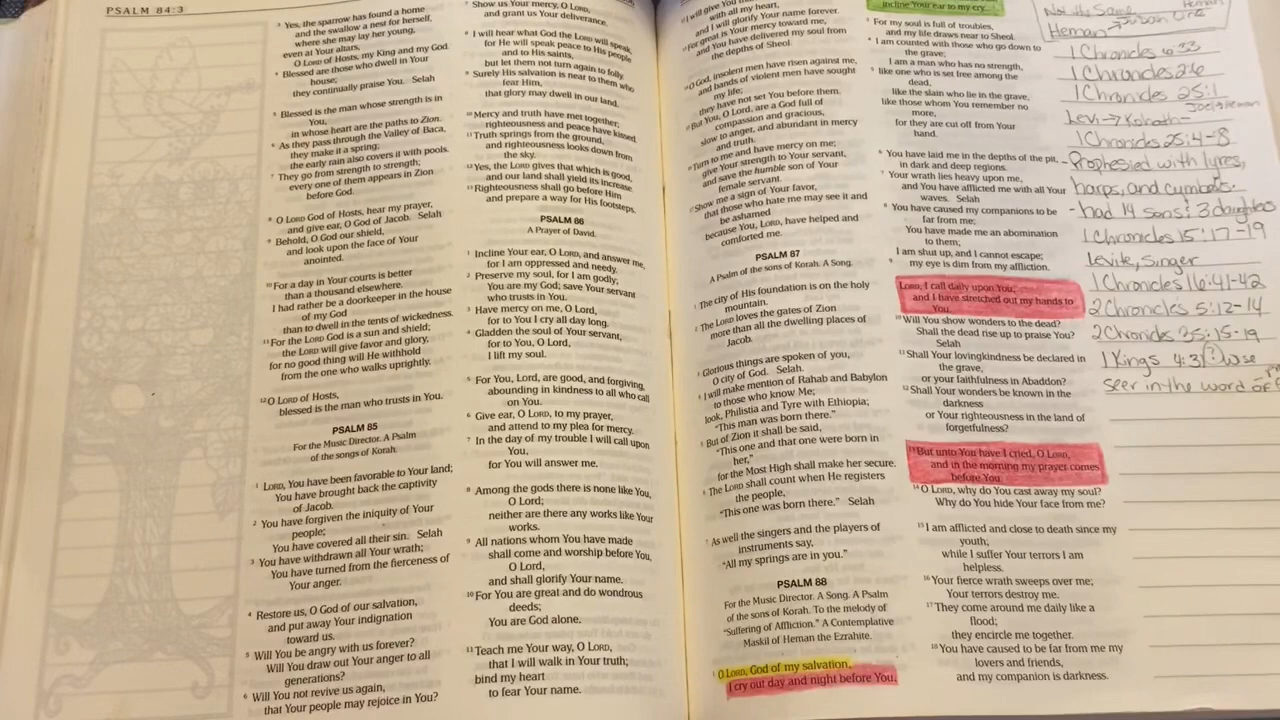 PSALM 84:3
3 Yes, the sparrow has found a home
and the swallow a nest for herself,
where she may lay her young,
even at Your altars,
O LORD of Hosts, my King and my God.
4 Blessed are those who dwell in Your
house;
they continually praise You. Selah
5 Blessed is the man whose strength is in
You,
in whose heart are the paths to Zion.
6 As they pass through the Valley of Baca,
they make it a spring;
the early rain also covers it with pools.
7 They go from strength to strength;
every one of them appears in Zion
before God.
8 O LORD God of Hosts, hear my prayer,
and give ear, O God of Jacob. Selah
9 Behold, O God our shield,
and look upon the face of Your
anointed.
10 For a day in Your courts is better
than a thousand elsewhere.
I had rather be a doorkeeper in the house
of my God
than to dwell in the tents of wickedness.
11 For the LORD God is a sun and shield;
the LORD will give favor and glory,
for no good thing will He withhold
from the one who walks uprightly.
12 O LORD of Hosts,
blessed is the man who trusts in You.
PSALM 85
For the Music Director. A Psalm
of the songs of Korah.
1 LORD, You have been favorable to Your land;
You have brought back the captivity
of Jacob.
2 You have forgiven the iniquity of Your
people;
You have covered all their sin. Selah
3 You have withdrawn all Your wrath;
You have turned from the fierceness of
Your anger.
4 Restore us, O God of our salvation,
and put away Your indignation
toward us.
5 Will You be angry with us forever?
Will You draw out Your anger to all
generations?
6 Will You not revive us again,
that Your people may rejoice in You?
7 Show us Your mercy, O LORD,
and grant us Your deliverance.
8 I will hear what God the LORD will speak,
for He will speak peace to His people
and to His saints,
but let them not turn again to folly.
9 Surely His salvation is near to them who
fear Him,
that glory may dwell in our land.
10 Mercy and truth have met together;
righteousness and peace have kissed
11 Truth springs from the ground,
and righteousness looks down from
the sky.
12 Yes, the LORD gives that which is good,
and our land shall yield its increase.
13 Righteousness shall go before Him
and prepare a way for His footsteps.
PSALM 86
A Prayer of David.
1 Incline Your ear, O LORD, and answer me,
for I am oppressed and needy.
2 Preserve my soul, for I am godly;
You are my God; save Your servant
who trusts in You.
3 Have mercy on me, O Lord,
for to You I cry all day long.
4 Gladden the soul of Your servant,
for to You, O Lord,
I lift my soul.
5 For You, Lord, are good, and forgiving,
abounding in kindness to all who call
on You.
6 Give ear, O LORD, to my prayer,
and attend to my plea for mercy.
7 In the day of my trouble I will call upon
You,
for You will answer me.
8 Among the gods there is none like You,
O Lord;
neither are there any works like Your
works.
9 All nations whom You have made
shall come and worship before You,
O Lord,
and shall glorify Your name.
10 For You are great and do wondrous
deeds;
You are God alone.
11 Teach me Your way, O LORD,
that I will walk in Your truth;
bind my heart
to fear Your name.
I will give You
with all my heart,
and I will glorify Your name forever.
13 For great is Your mercy toward me,
and You have delivered my soul from
the depths of Sheol.
O God, insolent men have risen against me,
and bands of violent men have sought
my life;
they have not set You before them.
But You, O Lord, are a God full of
compassion and gracious,
slow to anger, and abundant in mercy
and truth.
Turn to me and have mercy on me;
give Your strength to Your servant,
and save the humble son of Your
female servant.
Show me a sign of Your favor,
that those who hate me may see it and
be ashamed
because You, LORD, have helped and
comforted me.
PSALM 87
A Psalm of the sons of Korah. A Song.
1 The city of His foundation is on the holy
mountain.
2 The LORD loves the gates of Zion
more than all the dwelling places of
Jacob.
3 Glorious things are spoken of you,
O city of God. Selah
4 I will make mention of Rahab and Babylon
to those who know Me;
look, Philistia and Tyre with Ethiopia;
"This man was born there."
5 But of Zion it shall be said,
"This one and that one were born in
her,"
for the Most High shall make her secure.
6 The LORD shall count when He registers
the people,
"This one was born there." Selah
7 As well the singers and the players of
instruments say,
"All my springs are in you."
PSALM 88
For the Music Director. A Song. A Psalm
of the sons of Korah. To the melody of
"Suffering of Affliction." A Contemplative
Maskil of Heman the Ezrahite.
1 O LORD, God of my salvation,
I cry out day and night before You.
incline Your ear to my cry.
3 For my soul is full of troubles,
and my life draws near to Sheol.
4 I am counted with those who go down to
the grave;
I am a man who has no strength,
5 like one who is set free among the
dead,
like the slain who lie in the grave,
like those whom You remember no
more,
for they are cut off from Your
hand.
6 You have laid me in the depths of the pit,
in dark and deep regions.
7 Your wrath lies heavy upon me,
and You have afflicted me with all Your
waves. Selah
8 You have caused my companions to be
far from me;
You have made me an abomination
to them;
I am shut up, and I cannot escape;
9 my eye is dim from my affliction.
LORD, I call daily upon You,
and I have stretched out my hands to
You.
10 Will You show wonders to the dead?
Shall the dead rise up to praise You?
Selah
11 Shall Your lovingkindness be declared in
the grave,
or your faithfulness in Abaddon?
12 Shall Your wonders be known in the
darkness
or Your righteousness in the land of
forgetfulness?
13 But unto You have I cried, O LORD,
and in the morning my prayer comes
before You.
14 O LORD, why do You cast away my soul?
Why do You hide Your face from me?
15 I am afflicted and close to death since my
youth,
while I suffer Your terrors I am
helpless.
16 Your fierce wrath sweeps over me;
Your terrors destroy me.
17 They come around me daily like a
flood;
they encircle me together.
18 You have caused to be far from me my
lovers and friends,
and my companion is darkness.
Not the Same Heman
Heman→
1 Chronicles 6:33
1 Chronicles 2:6
1 Chronicles 25:1
Joel→Heman
Levi→Kohath→
1 Chronicles 25:4-8
- Prophesied with lyres,
harps, and cymbals.
- had 14 sons & 3 daughters
1 Chronicles 15:17-19
Levite, Singer
1 Chronicles 16:41-42
2 Chronicles 5:12-14
2 Chronicles 35:15-19
1 Kings 4:31 (?) wise
seer in the word of